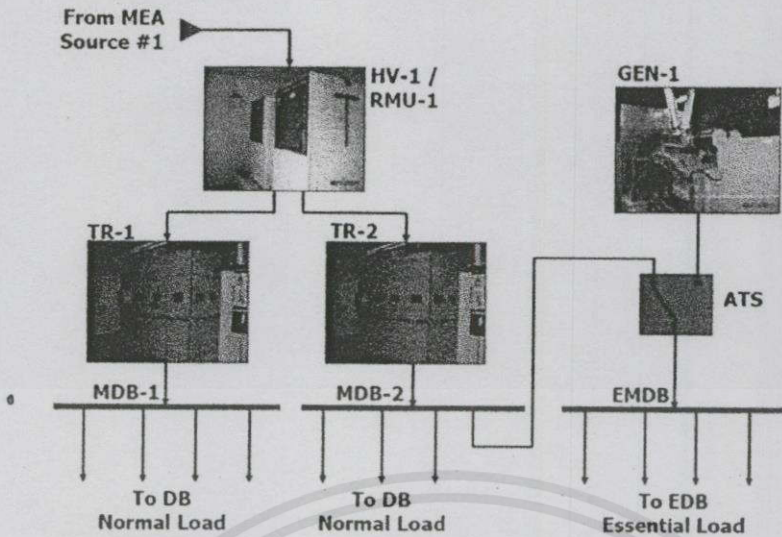 From MEA
Source #1
HV-1 /
RMU-1
GEN-1
TR-1
TR-2
ATS
MDB-1
MDB-2
EMDB
To DB
Normal Load
To DB
Normal Load
To EDB
Essential Load